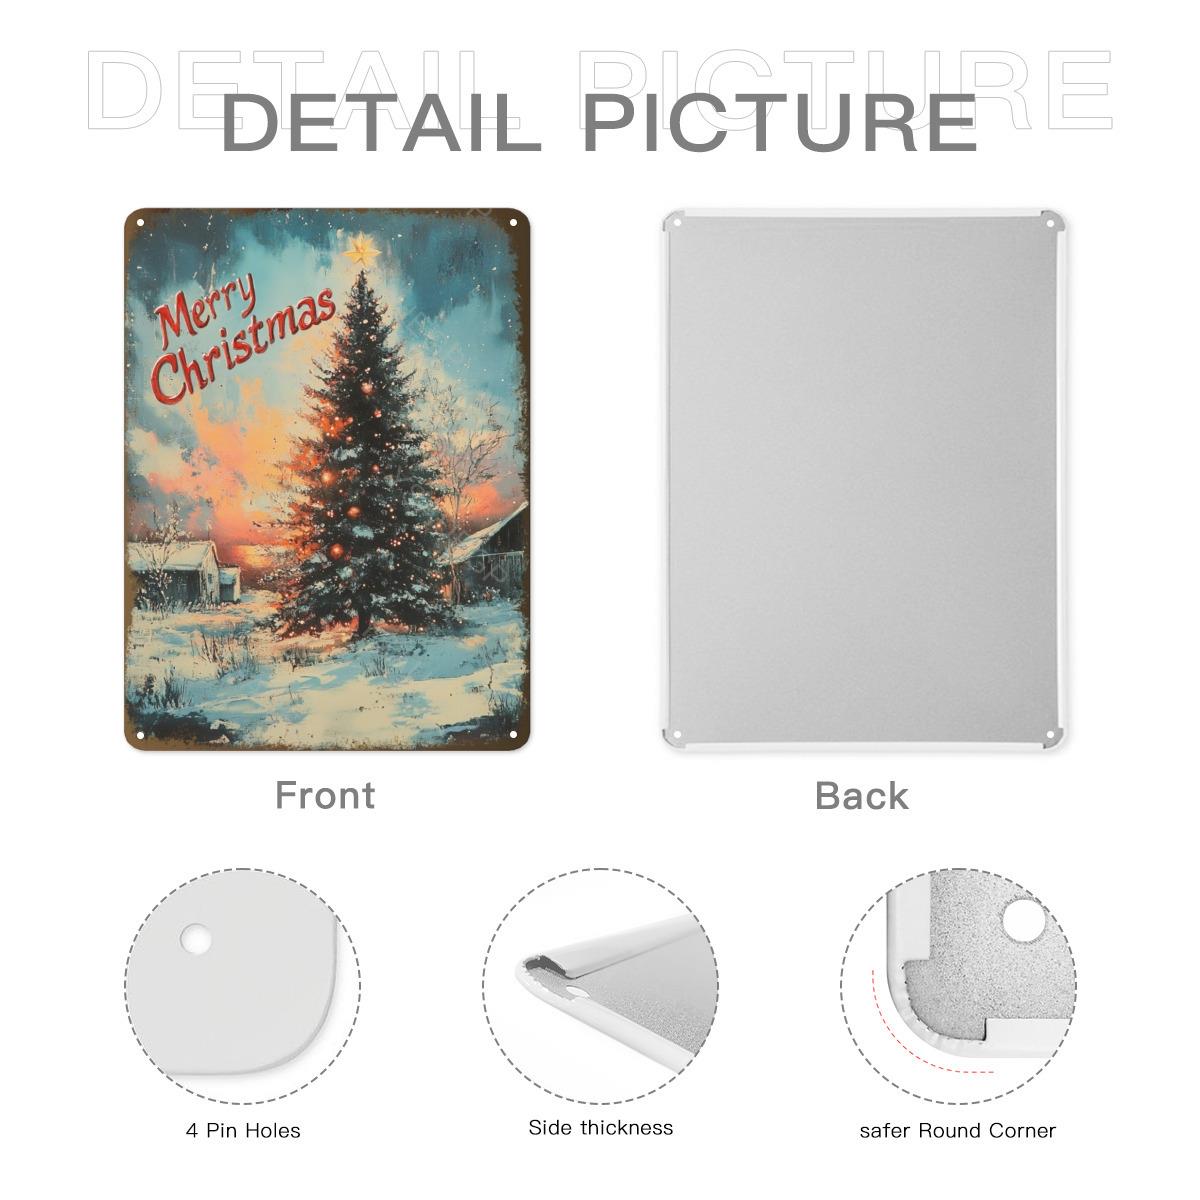 DETAIL PICTURE
DETAIL PICTURE
Merry
Christmas
Front
Back
4 Pin Holes
Side thickness
safer Round Corner